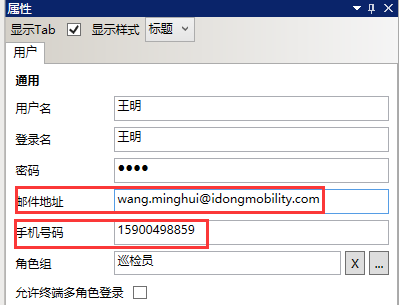 属性
显示Tab 显示样式 标题
用户
通用
用户名 王明
登录名 王明
密码 ●●●●
邮件地址 wang.minghui@idongmobility.com
手机号码 15900498859
角色组 巡检员 X ...
允许终端多角色登录